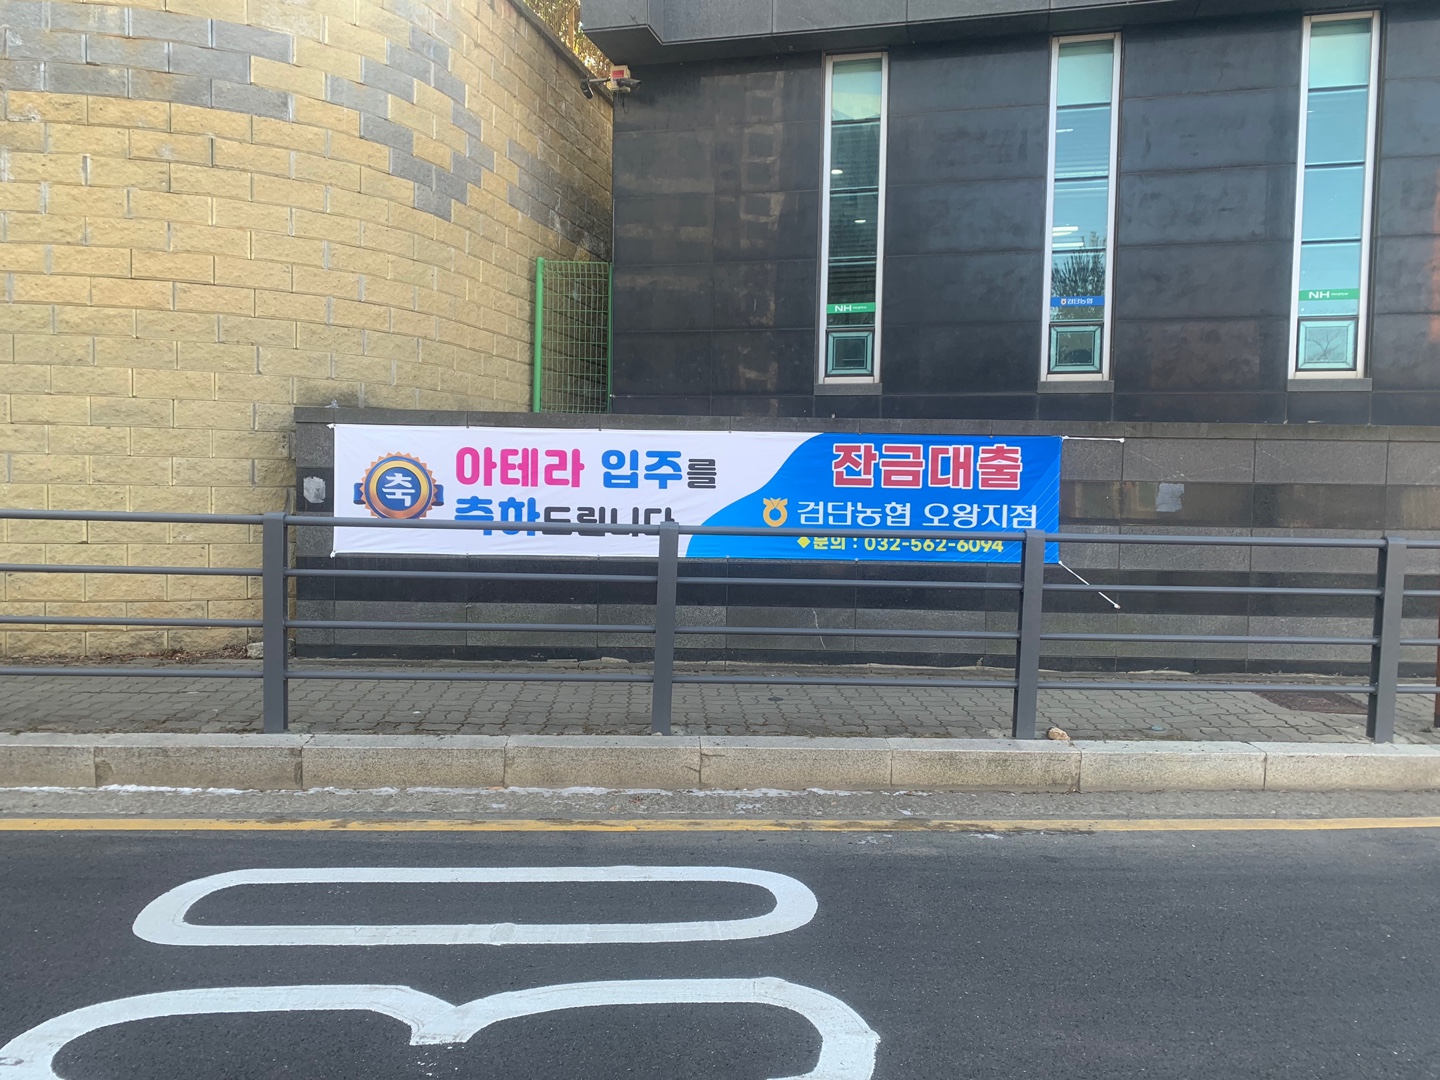 NH
검단농협
NH
축
아테라 입주를
축하드립니다
잔금대출
검단농협 오왕지점
◆문의 : 032-562-6094
30